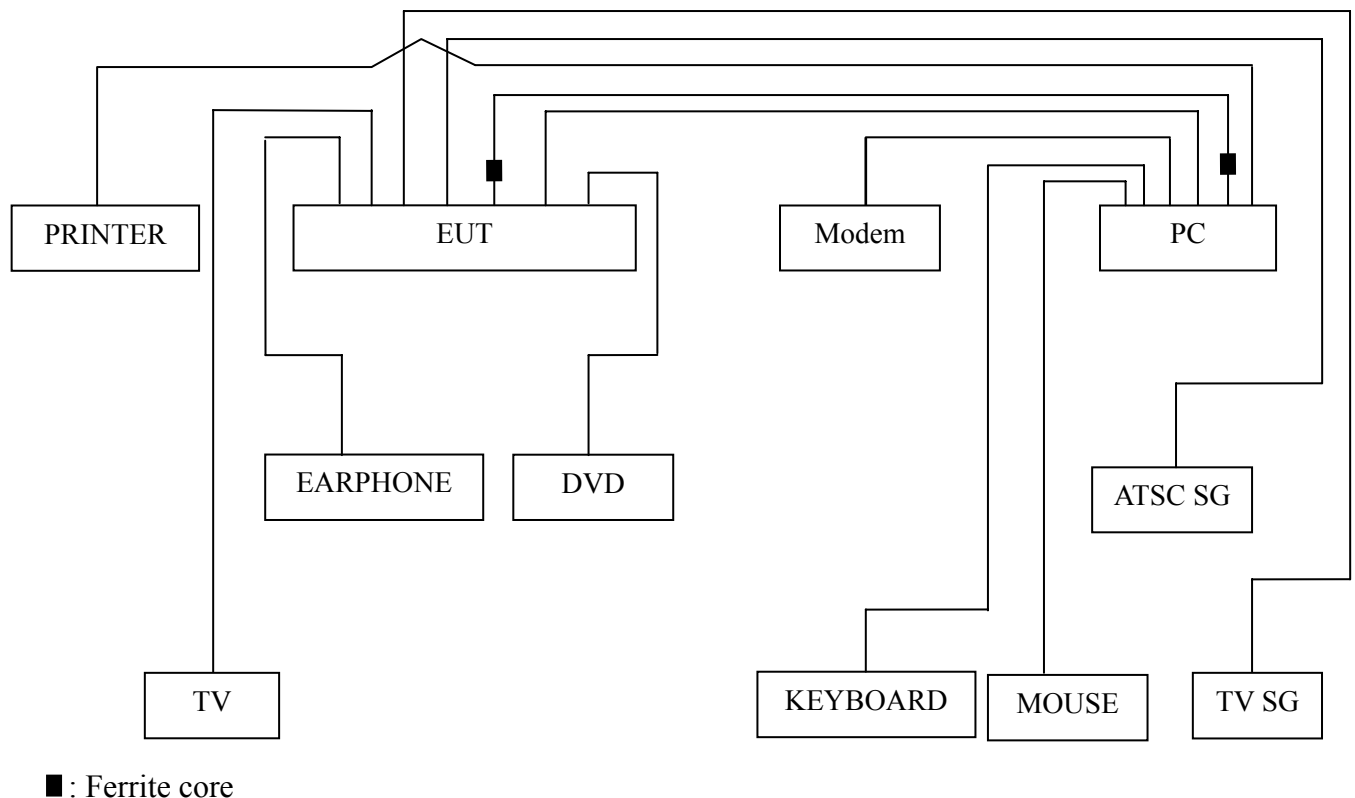 PRINTER
EUT
Modem
PC
EARPHONE
DVD
ATSC SG
TV
KEYBOARD
MOUSE
TV SG
: Ferrite core